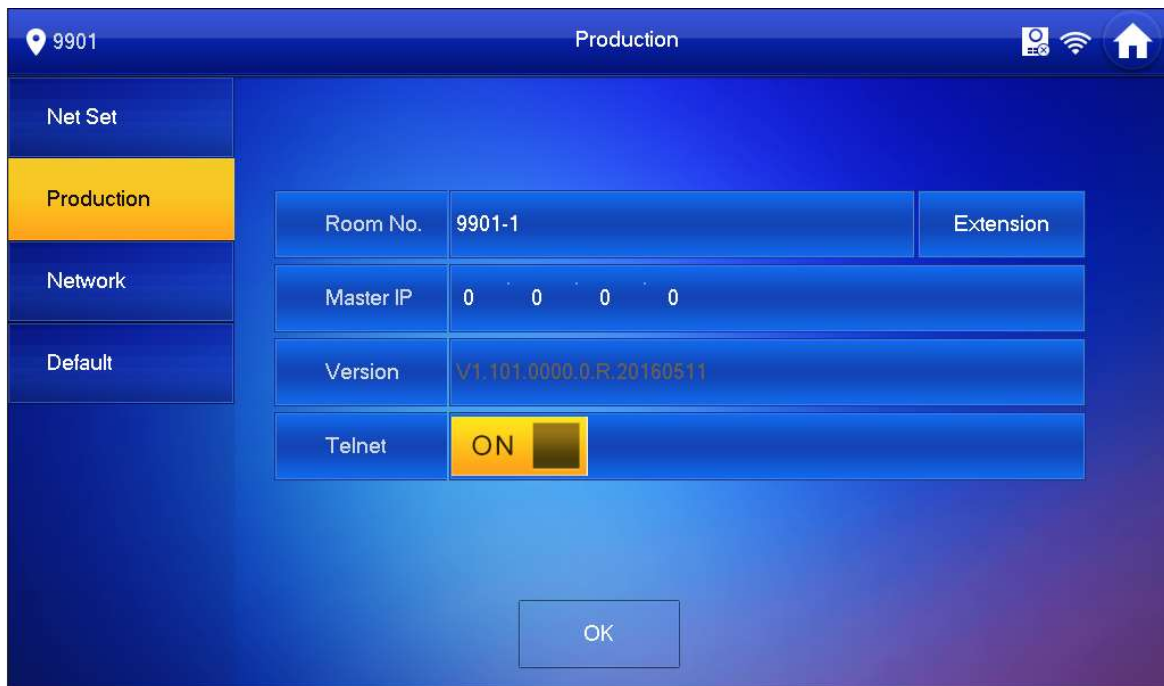 9901
Production
Net Set
Production
Network
Default
Room No. 9901-1 Extension
Master IP 0 . 0 . 0 . 0
Version V1.101.0000.0.R.20160511
Telnet ON
OK